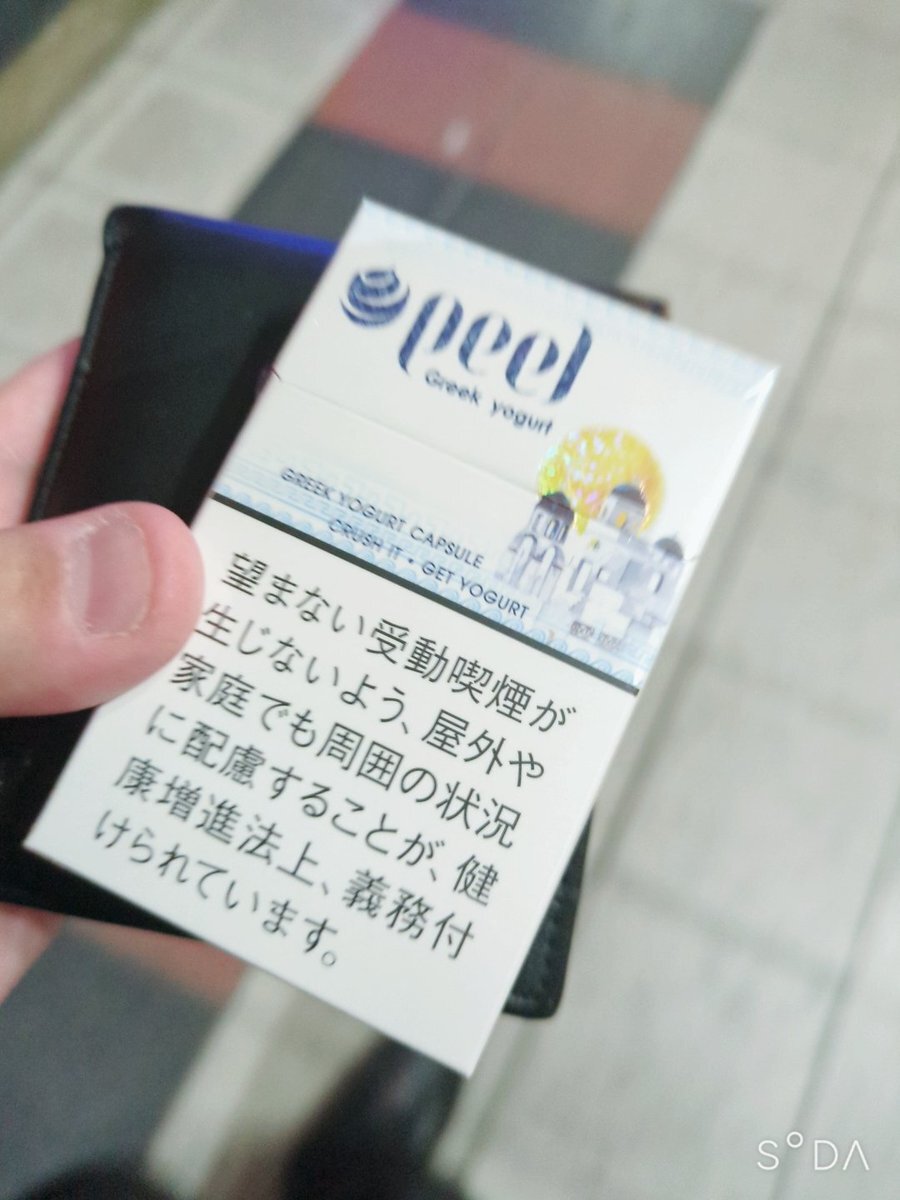 peel
Greek yogurt
GREEK YOGURT CAPSULE
CRUSH IT • GET YOGURT
望まない受動喫煙が
生じないよう、屋外や
家庭でも周囲の状況
に配慮することが、健
康増進法上、義務付
けられています。
SODA